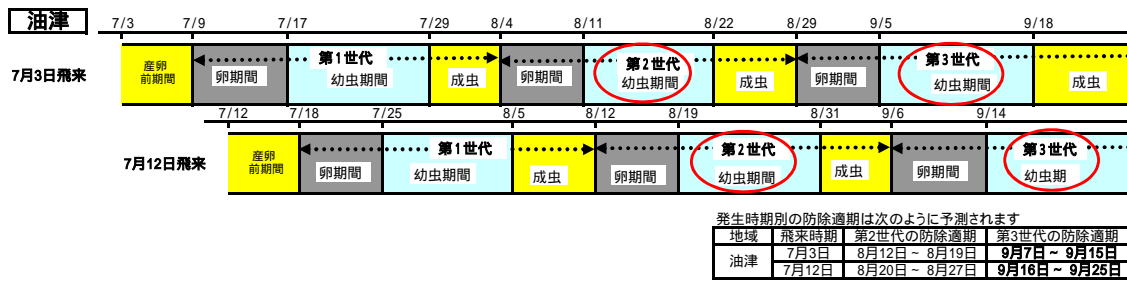 油津
7/3 7/9 7/17 7/29 8/4 8/11 8/22 8/29 9/5 9/18
7月3日飛来
産卵
前期間
卵期間
第1世代
幼虫期間
成虫
卵期間
第2世代
幼虫期間
成虫
卵期間
第3世代
幼虫期間
成虫
7/12 7/18 7/25 8/5 8/12 8/19 8/31 9/6 9/14
7月12日飛来
産卵
前期間
卵期間
第1世代
幼虫期間
成虫
卵期間
第2世代
幼虫期間
成虫
卵期間
第3世代
幼虫期
発生時期別の防除適期は次のように予測されます
地域 飛来時期 第2世代の防除適期 第3世代の防除適期
油津 7月3日 8月12日 ~ 8月19日 9月7日 ~ 9月15日
7月12日 8月20日 ~ 8月27日 9月16日 ~ 9月25日